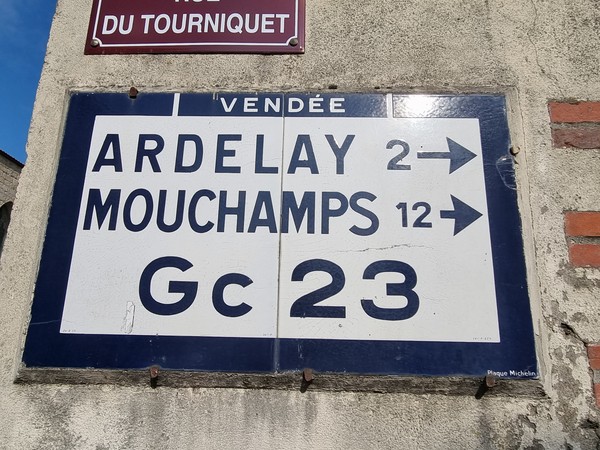 DU TOURNIQUET
VENDÉE
ARDELAY 2
MOUCHAMPS 12
Gc 23
Plaque Michelin